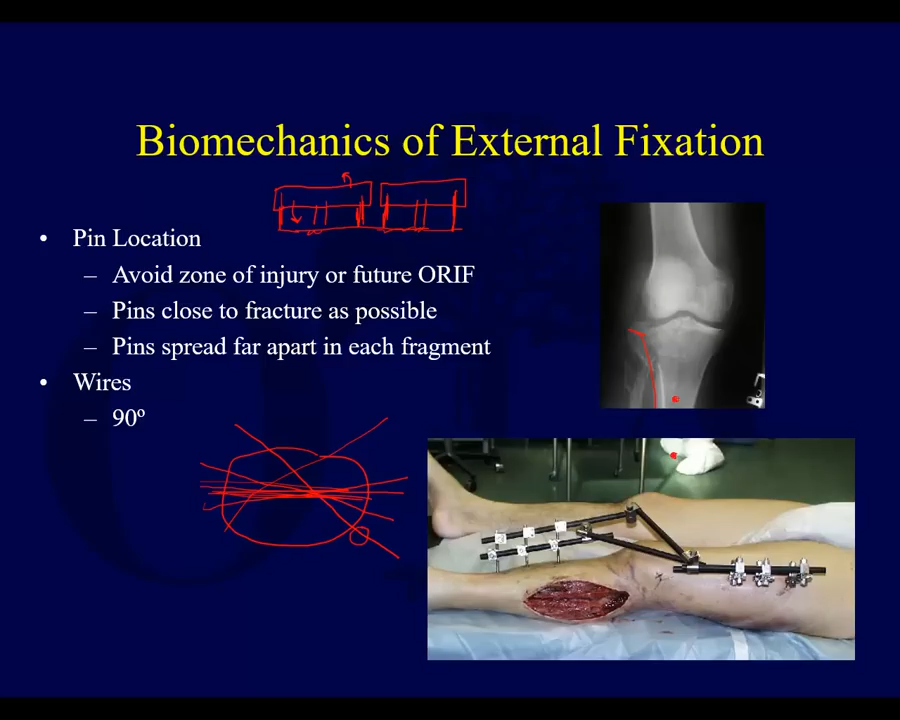 Biomechanics of External Fixation
• Pin Location
– Avoid zone of injury or future ORIF
– Pins close to fracture as possible
– Pins spread far apart in each fragment
• Wires
– 90º